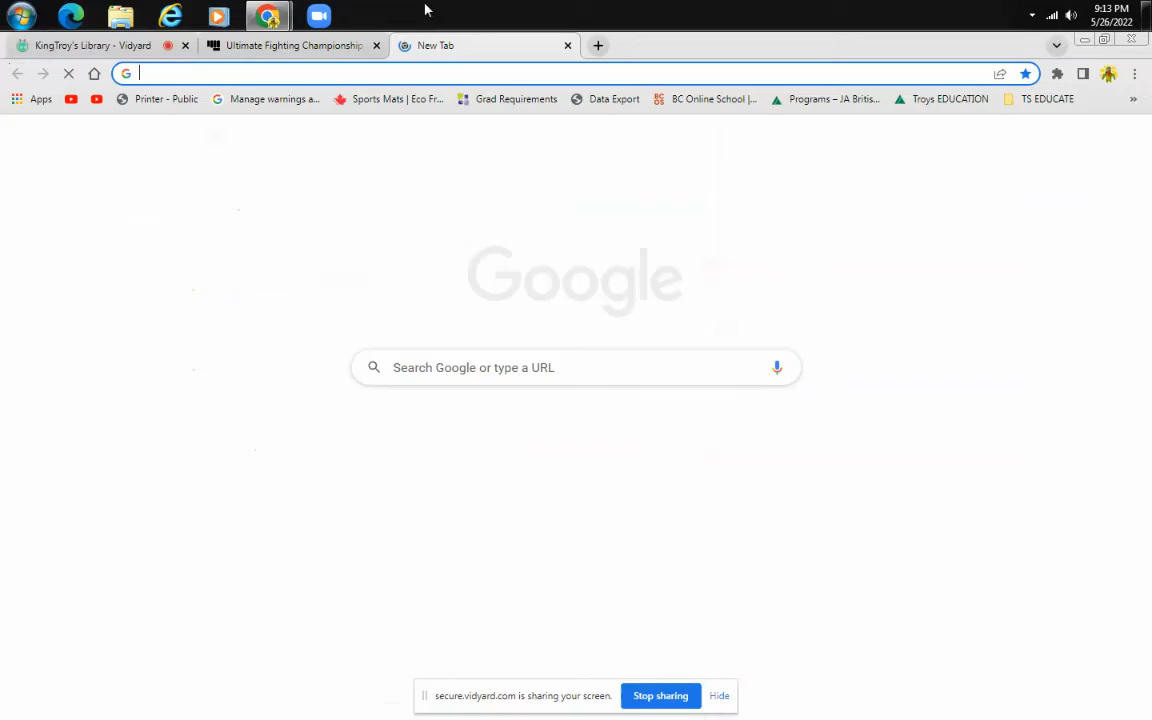 9:13 PM
5/26/2022
KingTroy's Library - Vidyard
Ultimate Fighting Championship
New Tab
Apps
Printer - Public
Manage warnings a...
Sports Mats | Eco Fr...
Grad Requirements
Data Export
BC Online School |...
Programs – JA Britis...
Troys EDUCATION
TS EDUCATE
Google
Search Google or type a URL
secure.vidyard.com is sharing your screen.
Stop sharing
Hide